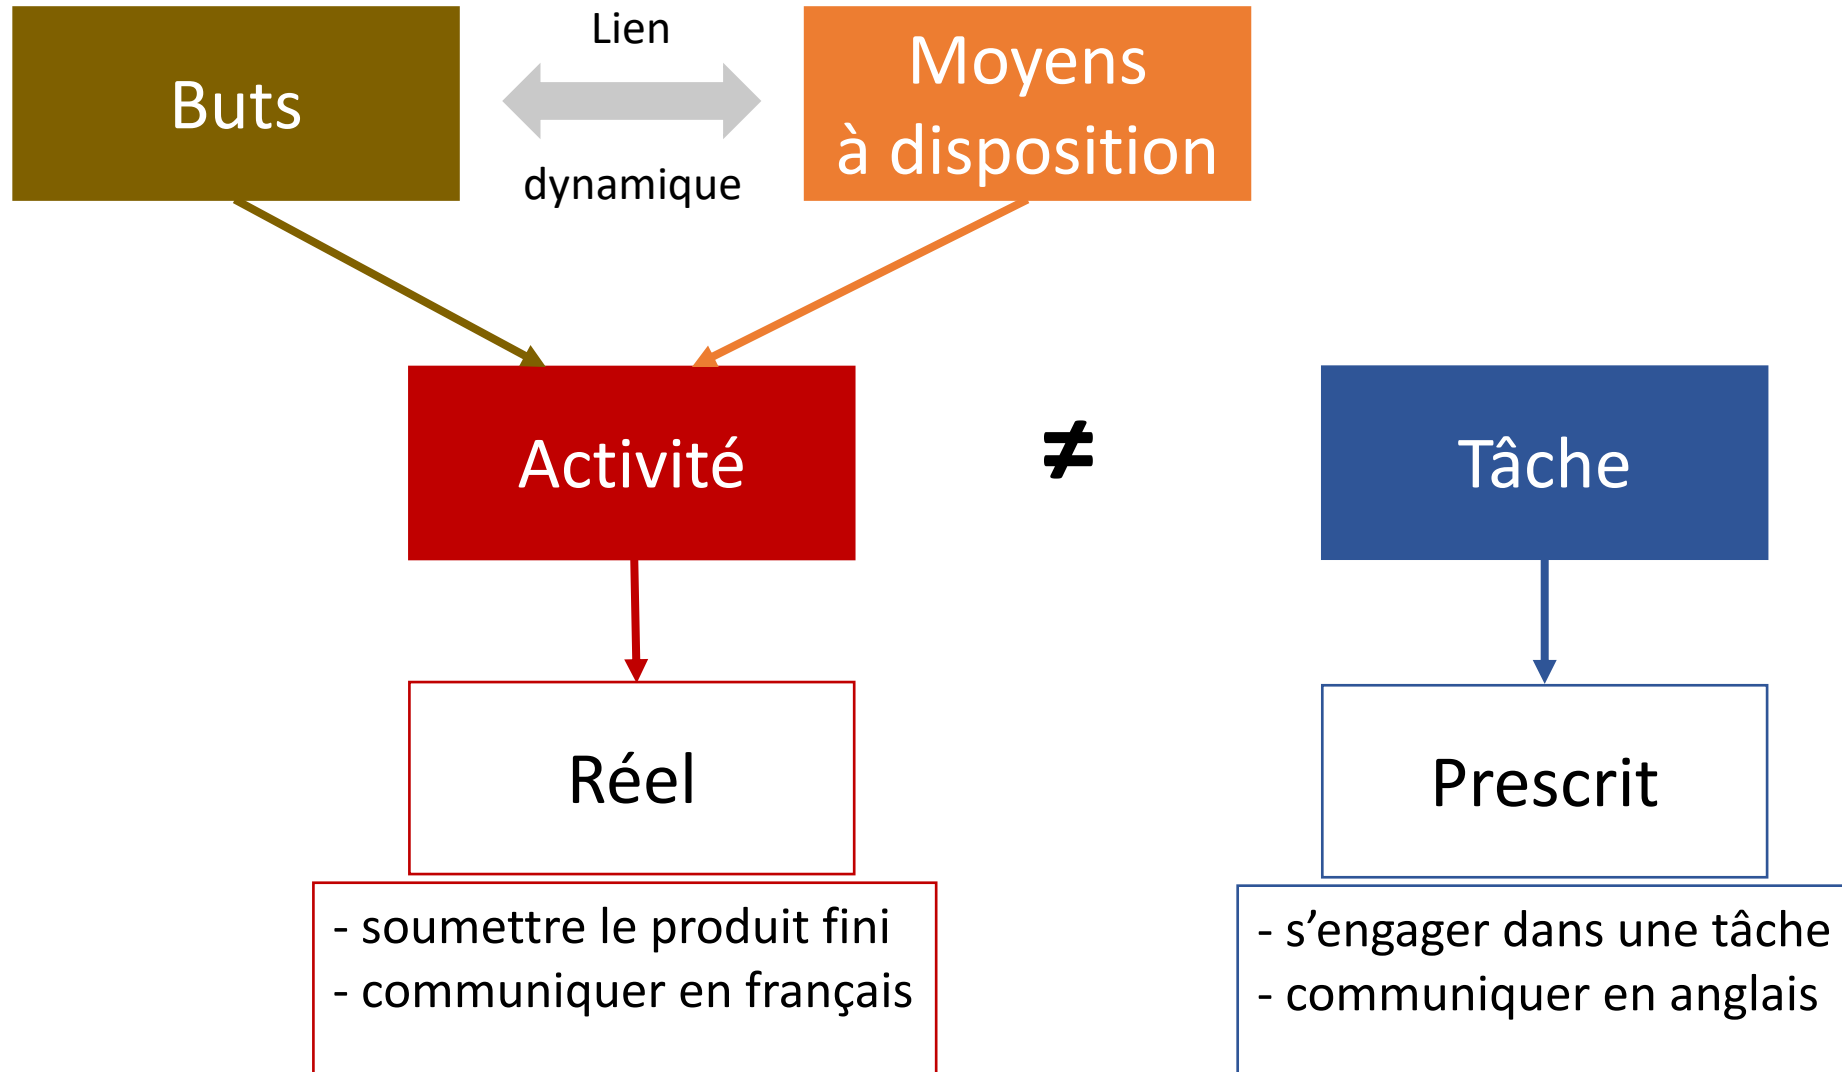 Lien
Buts
Moyens
à disposition
dynamique
Activité
≠
Tâche
Réel
Prescrit
- soumettre le produit fini
- communiquer en français
- s’engager dans une tâche
- communiquer en anglais